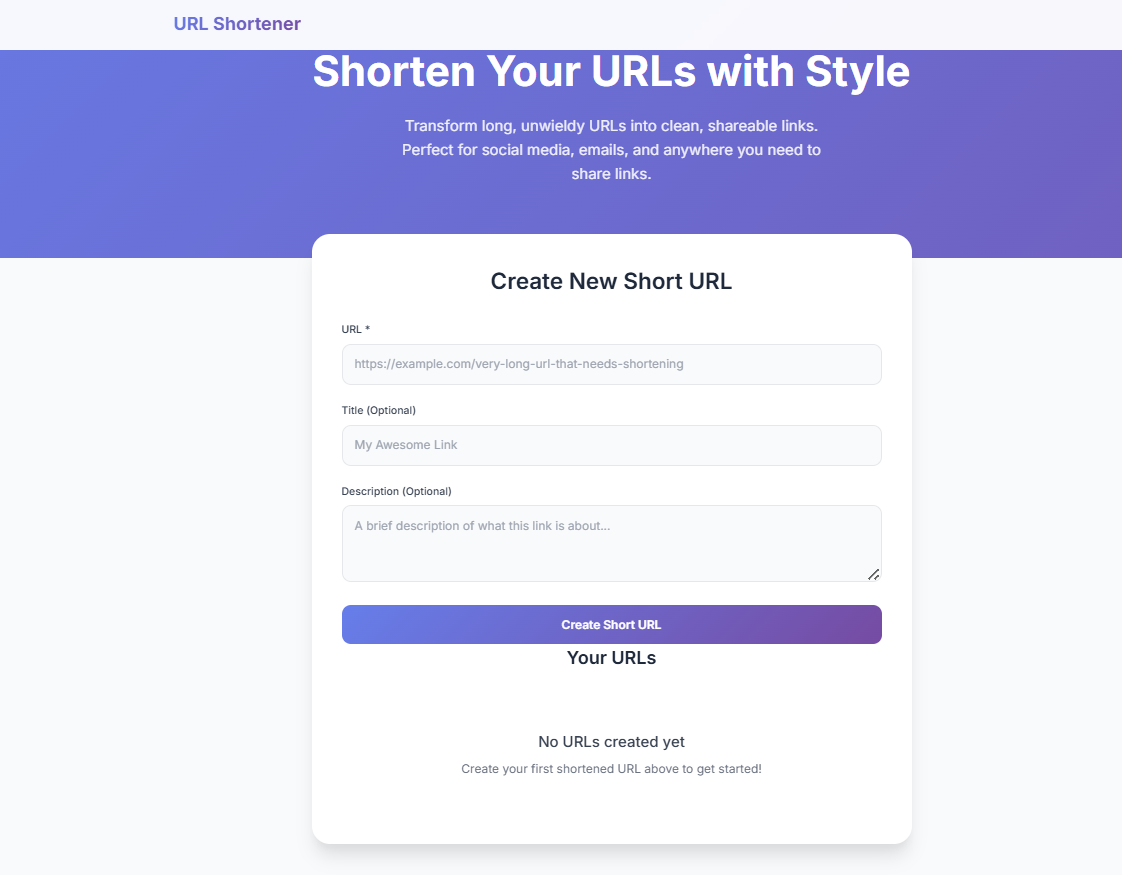 URL Shortener
Shorten Your URLs with Style
Transform long, unwieldy URLs into clean, shareable links.
Perfect for social media, emails, and anywhere you need to
share links.
Create New Short URL
URL *
https://example.com/very-long-url-that-needs-shortening
Title (Optional)
My Awesome Link
Description (Optional)
A brief description of what this link is about...
Create Short URL
Your URLs
No URLs created yet
Create your first shortened URL above to get started!